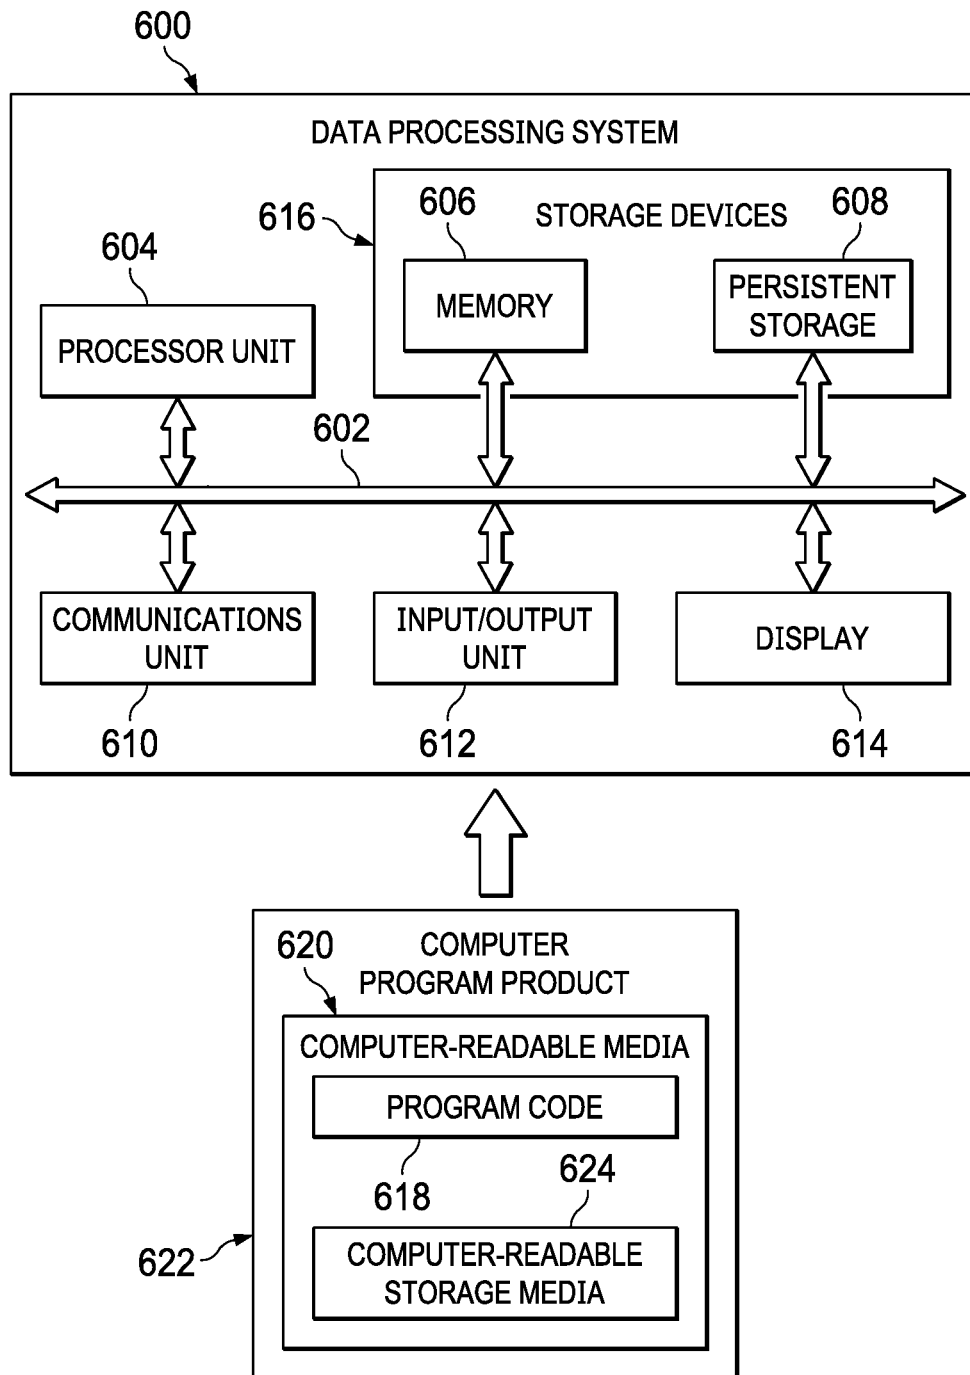 600
DATA PROCESSING SYSTEM
616
606
STORAGE DEVICES
608
604
MEMORY
PERSISTENT
STORAGE
PROCESSOR UNIT
602
COMMUNICATIONS
UNIT
INPUT/OUTPUT
UNIT
DISPLAY
610
612
614
COMPUTER
PROGRAM PRODUCT
620
COMPUTER-READABLE MEDIA
PROGRAM CODE
618
624
COMPUTER-READABLE
STORAGE MEDIA
622